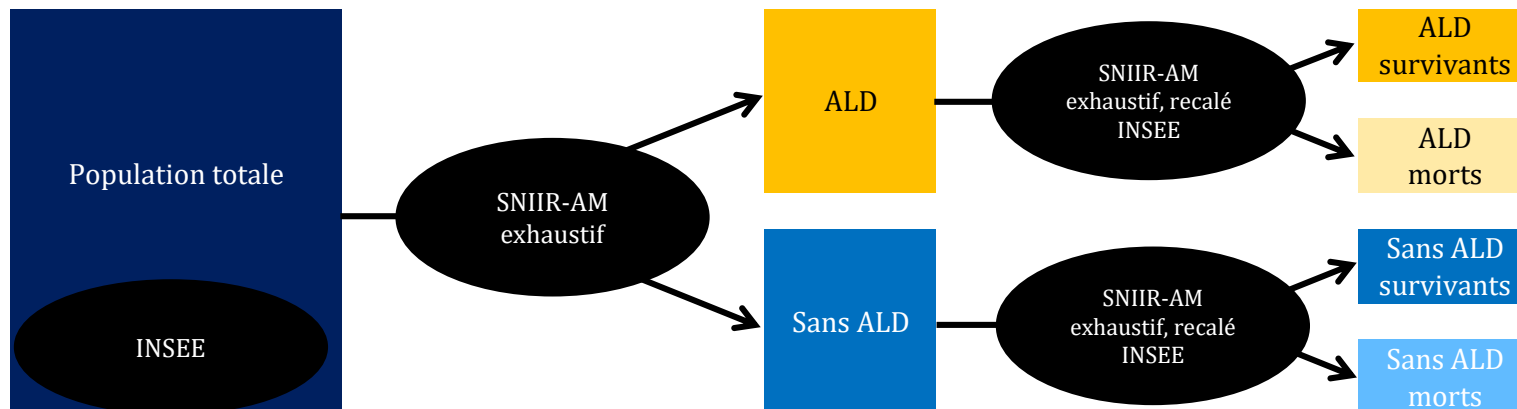 Population totale
INSEE
SNIIR-AM
exhaustif
ALD
SNIIR-AM
exhaustif, recalé
INSEE
ALD
survivants
ALD
morts
Sans ALD
SNIIR-AM
exhaustif, recalé
INSEE
Sans ALD
survivants
Sans ALD
morts